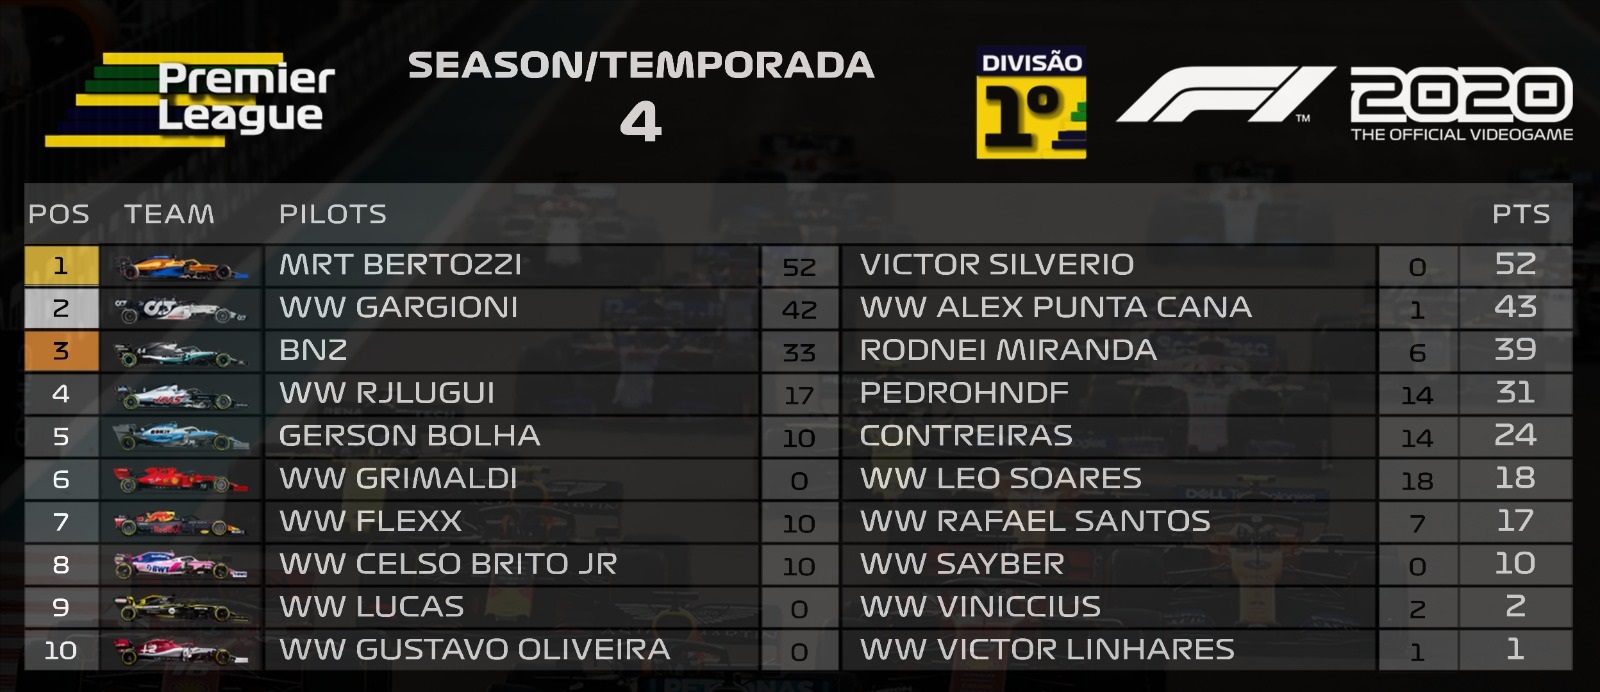 Premier League
SEASON/TEMPORADA
4
DIVISÃO
1º
F1 TM
2020
THE OFFICIAL VIDEOGAME
POS TEAM PILOTS PTS
1 MRT BERTOZZI 52 VICTOR SILVERIO 0 52
2 WW GARGIONI 42 WW ALEX PUNTA CANA 1 43
3 BNZ 33 RODNEI MIRANDA 6 39
4 WW RJLUGUI 17 PEDROHNDF 14 31
5 GERSON BOLHA 10 CONTREIRAS 14 24
6 WW GRIMALDI 0 WW LEO SOARES 18 18
7 WW FLEXX 10 WW RAFAEL SANTOS 7 17
8 WW CELSO BRITO JR 10 WW SAYBER 0 10
9 WW LUCAS 0 WW VINICCIUS 2 2
10 WW GUSTAVO OLIVEIRA 0 WW VICTOR LINHARES 1 1